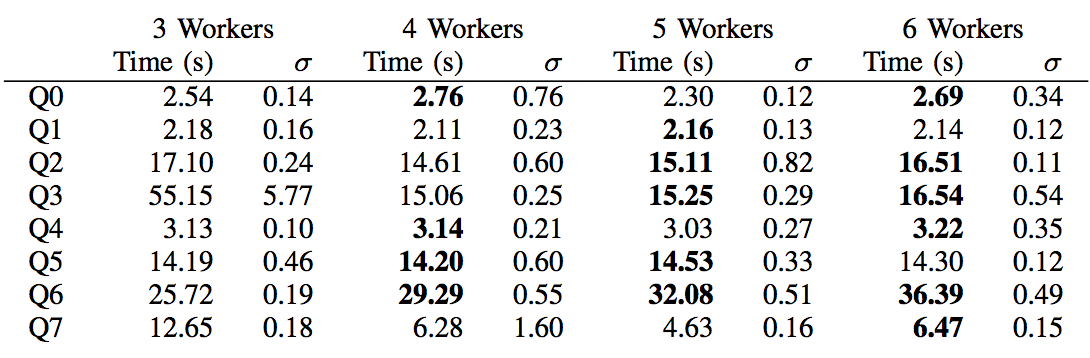 3 Workers 4 Workers 5 Workers 6 Workers
Time (s) σ Time (s) σ Time (s) σ Time (s) σ
Q0 2.54 0.14 2.76 0.76 2.30 0.12 2.69 0.34
Q1 2.18 0.16 2.11 0.23 2.16 0.13 2.14 0.12
Q2 17.10 0.24 14.61 0.60 15.11 0.82 16.51 0.11
Q3 55.15 5.77 15.06 0.25 15.25 0.29 16.54 0.54
Q4 3.13 0.10 3.14 0.21 3.03 0.27 3.22 0.35
Q5 14.19 0.46 14.20 0.60 14.53 0.33 14.30 0.12
Q6 25.72 0.19 29.29 0.55 32.08 0.51 36.39 0.49
Q7 12.65 0.18 6.28 1.60 4.63 0.16 6.47 0.15